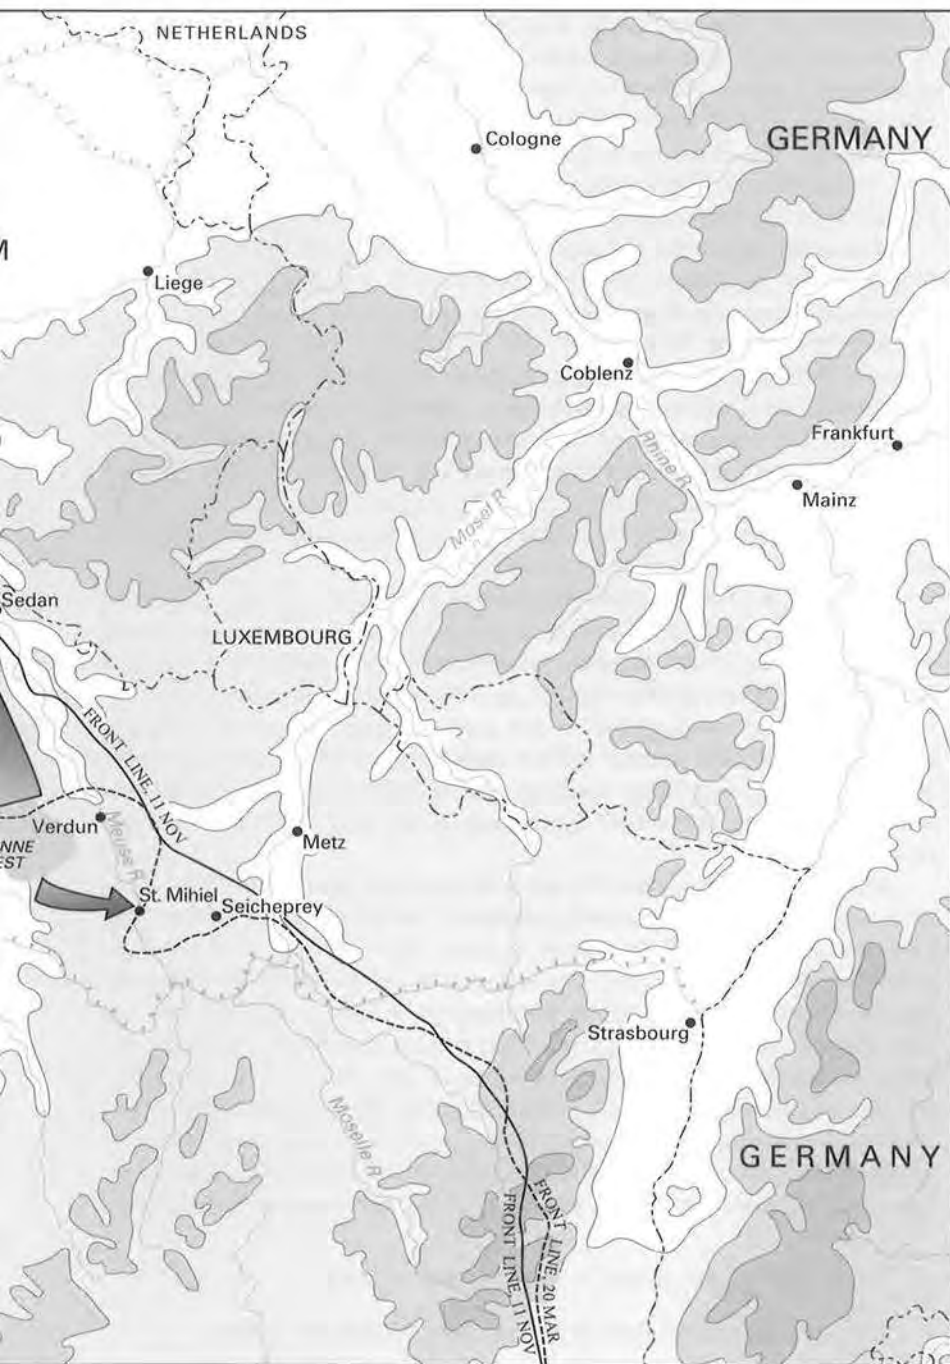 NETHERLANDS
Cologne
GERMANY
M
Liege
Coblenz
Frankfurt
Rhine R
Mainz
Mosel R
Sedan
LUXEMBOURG
FRONT LINE, 11 NOV
Verdun
Meuse R
Metz
NNE
EST
St. Mihiel
Seicheprey
Strasbourg
Moselle R
GERMANY
FRONT LINE, 20 MAR
FRONT LINE, 11 NOV